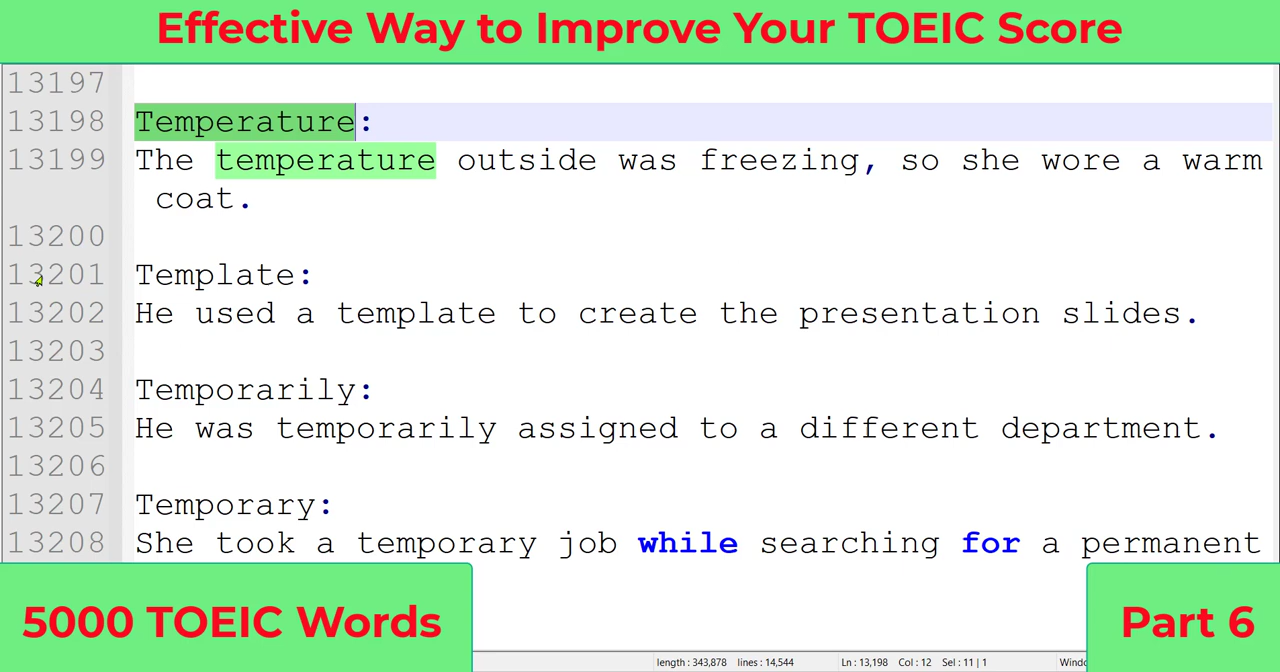 Effective Way to Improve Your TOEIC Score
13197
13198 Temperature:
13199 The temperature outside was freezing, so she wore a warm
coat.
13200
13201 Template:
13202 He used a template to create the presentation slides.
13203
13204 Temporarily:
13205 He was temporarily assigned to a different department.
13206
13207 Temporary:
13208 She took a temporary job while searching for a permanent
5000 TOEIC Words
Part 6
length : 343,878 lines : 14,544 Ln : 13,198 Col : 12 Sel : 11 | 1 Windo